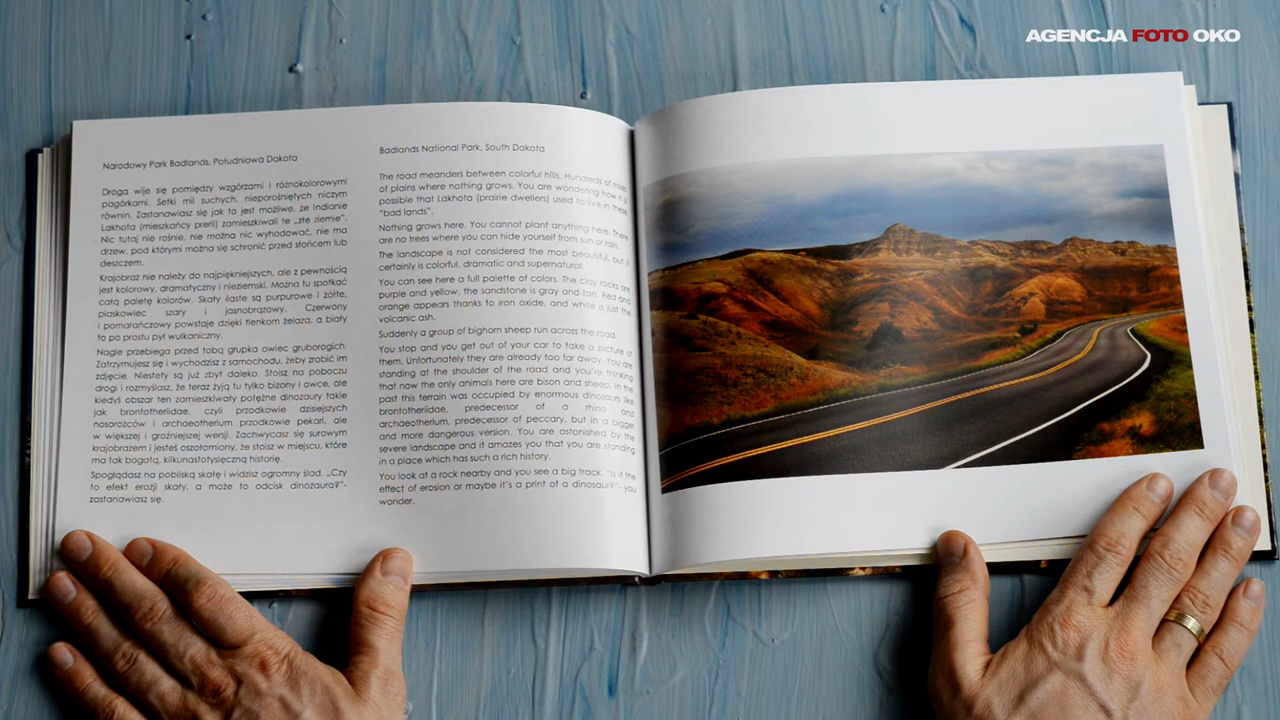 AGENCJA FOTO OKO
Narodowy Park Badlands, Południowa Dakota
Droga wije się pomiędzy wzgórzami i różnokolorowymi
pagórkami. Setki mil suchych, nieporośniętych niczym
równin. Zastanawiasz się jak to jest możliwe, że Indianie
Lakhota (mieszkańcy prerii) zamieszkiwali te „złe ziemie”.
Nic tutaj nie rośnie, nie można nic wyhodować, nie ma
drzew, pod którymi można się schronić przed słońcem lub
deszczem.
Krajobraz nie należy do najpiękniejszych, ale z pewnością
jest kolorowy, dramatyczny i nieziemski. Można tu spotkać
całą paletę kolorów. Skały ilaste są purpurowe i żółte,
piaskowiec szary i jasnobrązowy. Czerwony
i pomarańczowy powstaje dzięki tlenkom żelaza, a biały
to po prostu pył wulkaniczny.
Nagle przebiega przed tobą grupka owiec gruborogich.
Zatrzymujesz się i wychodzisz z samochodu, żeby zrobić im
zdjęcie. Niestety są już zbyt daleko. Stoisz na poboczu
drogi i rozmyślasz, że teraz żyją tu tylko bizony i owce, ale
kiedyś obszar ten zamieszkiwały potężne dinozaury takie
jak brontotheriidae, czyli przodkowie dzisiejszych
nosorożców i archaeotherium przodkowie pekari, ale
w większej i groźniejszej wersji. Zachwycasz się surowym
krajobrazem i jesteś oszołomiony, że stoisz w miejscu, które
ma tak bogatą, kilkunastotysięczną historię.
Spoglądasz na pobliską skałę i widzisz ogromny ślad. „Czy
to efekt erozji skały, a może to odcisk dinozaura?”-
zastanawiasz się.
Badlands National Park, South Dakota
The road meanders between colorful hills. Hundreds of miles
of plains where nothing grows. You are wondering how it is
possible that Lakhota (prairie dwellers) used to live in these
“bad lands”.
Nothing grows here. You cannot plant anything here. There
are no trees where you can hide yourself from sun or rain.
The landscape is not considered the most beautiful, but it
certainly is colorful, dramatic and supernatural.
You can see here a full palette of colors. The clay rocks are
purple and yellow, the sandstone is gray and tan. Red and
orange appears thanks to iron oxide, and white is just the
volcanic ash.
Suddenly a group of bighorn sheep run across the road.
You stop and you get out of your car to take a picture of
them. Unfortunately they are already too far away. You are
standing at the shoulder of the road and you're thinking
that now the only animals here are bison and sheep. In the
past this terrain was occupied by enormous dinosaurs like
brontotheriidae, predecessor of a rhino and
archaetherium, predecessor of peccary, but in a bigger
and more dangerous version. You are astonished by the
severe landscape and it amazes you that you are standing
in a place which has such a rich history.
You look at a rock nearby and you see a big track. “Is it the
effect of erosion or maybe it's a print of a dinosaur?”- you
wonder.